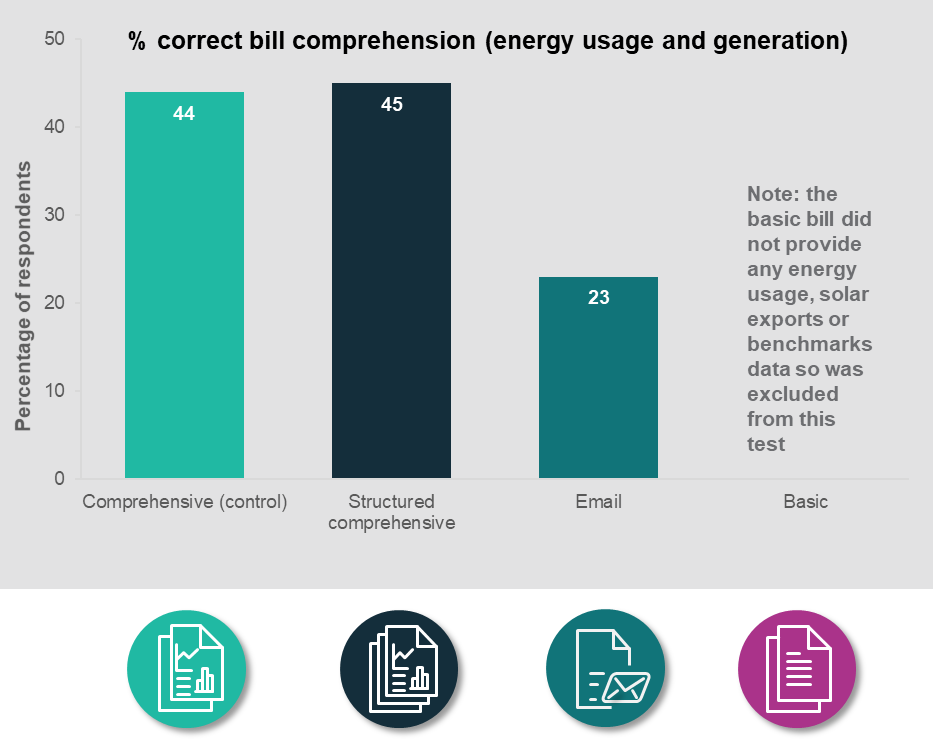 % correct bill comprehension (energy usage and generation)
Percentage of respondents
50
40
30
20
10
0
44
45
23
Note: the
basic bill did
not provide
any energy
usage, solar
exports or
benchmarks
data so was
excluded
from this
test
Comprehensive (control)
Structured
comprehensive
Email
Basic